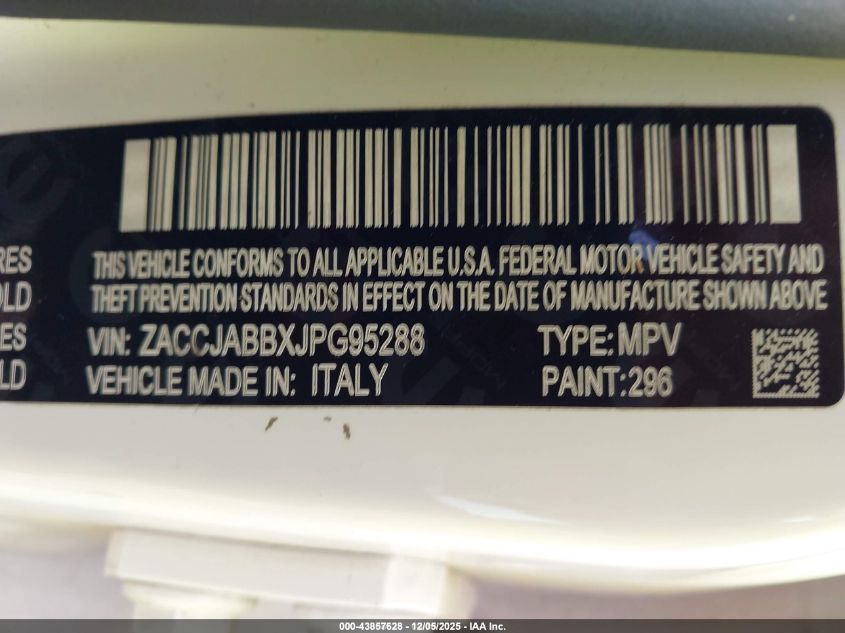 RES
OLD
ES
LD
THIS VEHICLE CONFORMS TO ALL APPLICABLE U.S.A. FEDERAL MOTOR VEHICLE SAFETY AND
THEFT PREVENTION STANDARDS IN EFFECT ON THE DATE OF MANUFACTURE SHOWN ABOVE
VIN: ZACCJABBXJPG95288
TYPE: MPV
VEHICLE MADE IN: ITALY
PAINT: 296
000-43857628 - 12/05/2025 - IAA Inc.